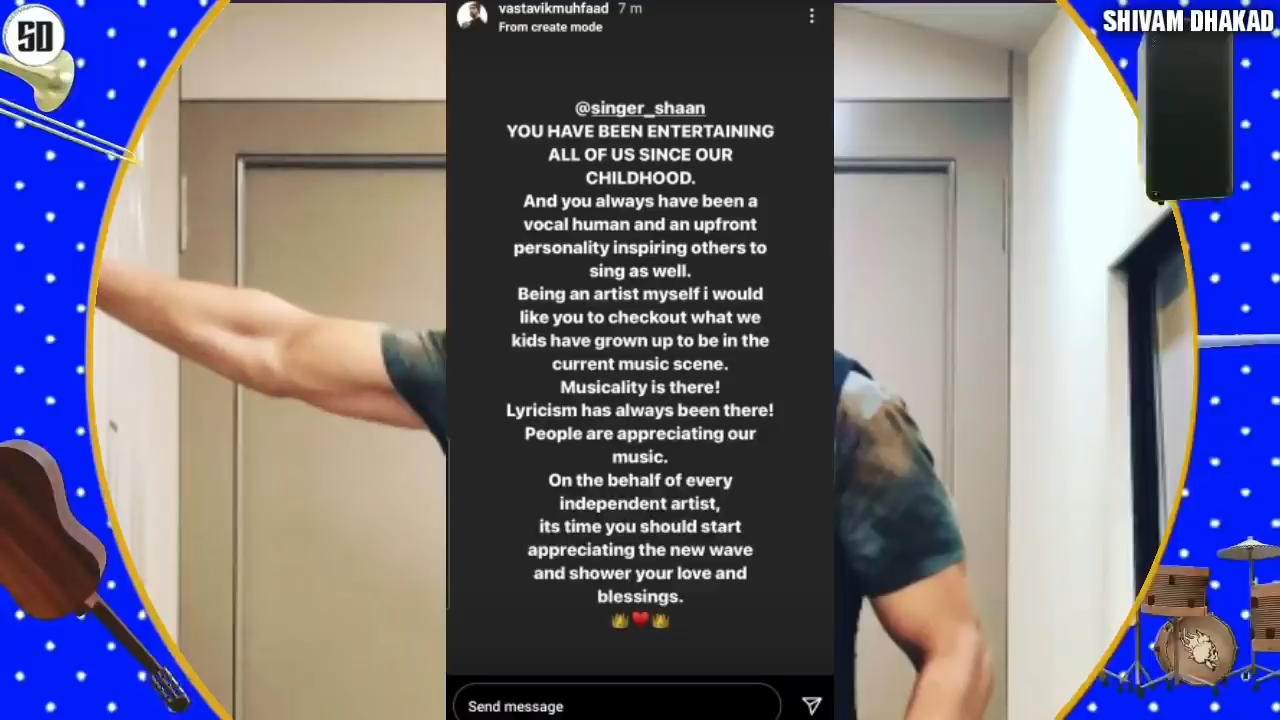 SD
SHIVAM DHAKAD
vastavikmuhfaad 7 m
From create mode
@singer_shaan
YOU HAVE BEEN ENTERTAINING
ALL OF US SINCE OUR
CHILDHOOD.
And you always have been a
vocal human and an upfront
personality inspiring others to
sing as well.
Being an artist myself i would
like you to checkout what we
kids have grown up to be in the
current music scene.
Musicality is there!
Lyricism has always been there!
People are appreciating our
music.
On the behalf of every
independent artist,
its time you should start
appreciating the new wave
and shower your love and
blessings.
👑❤️👑
Send message